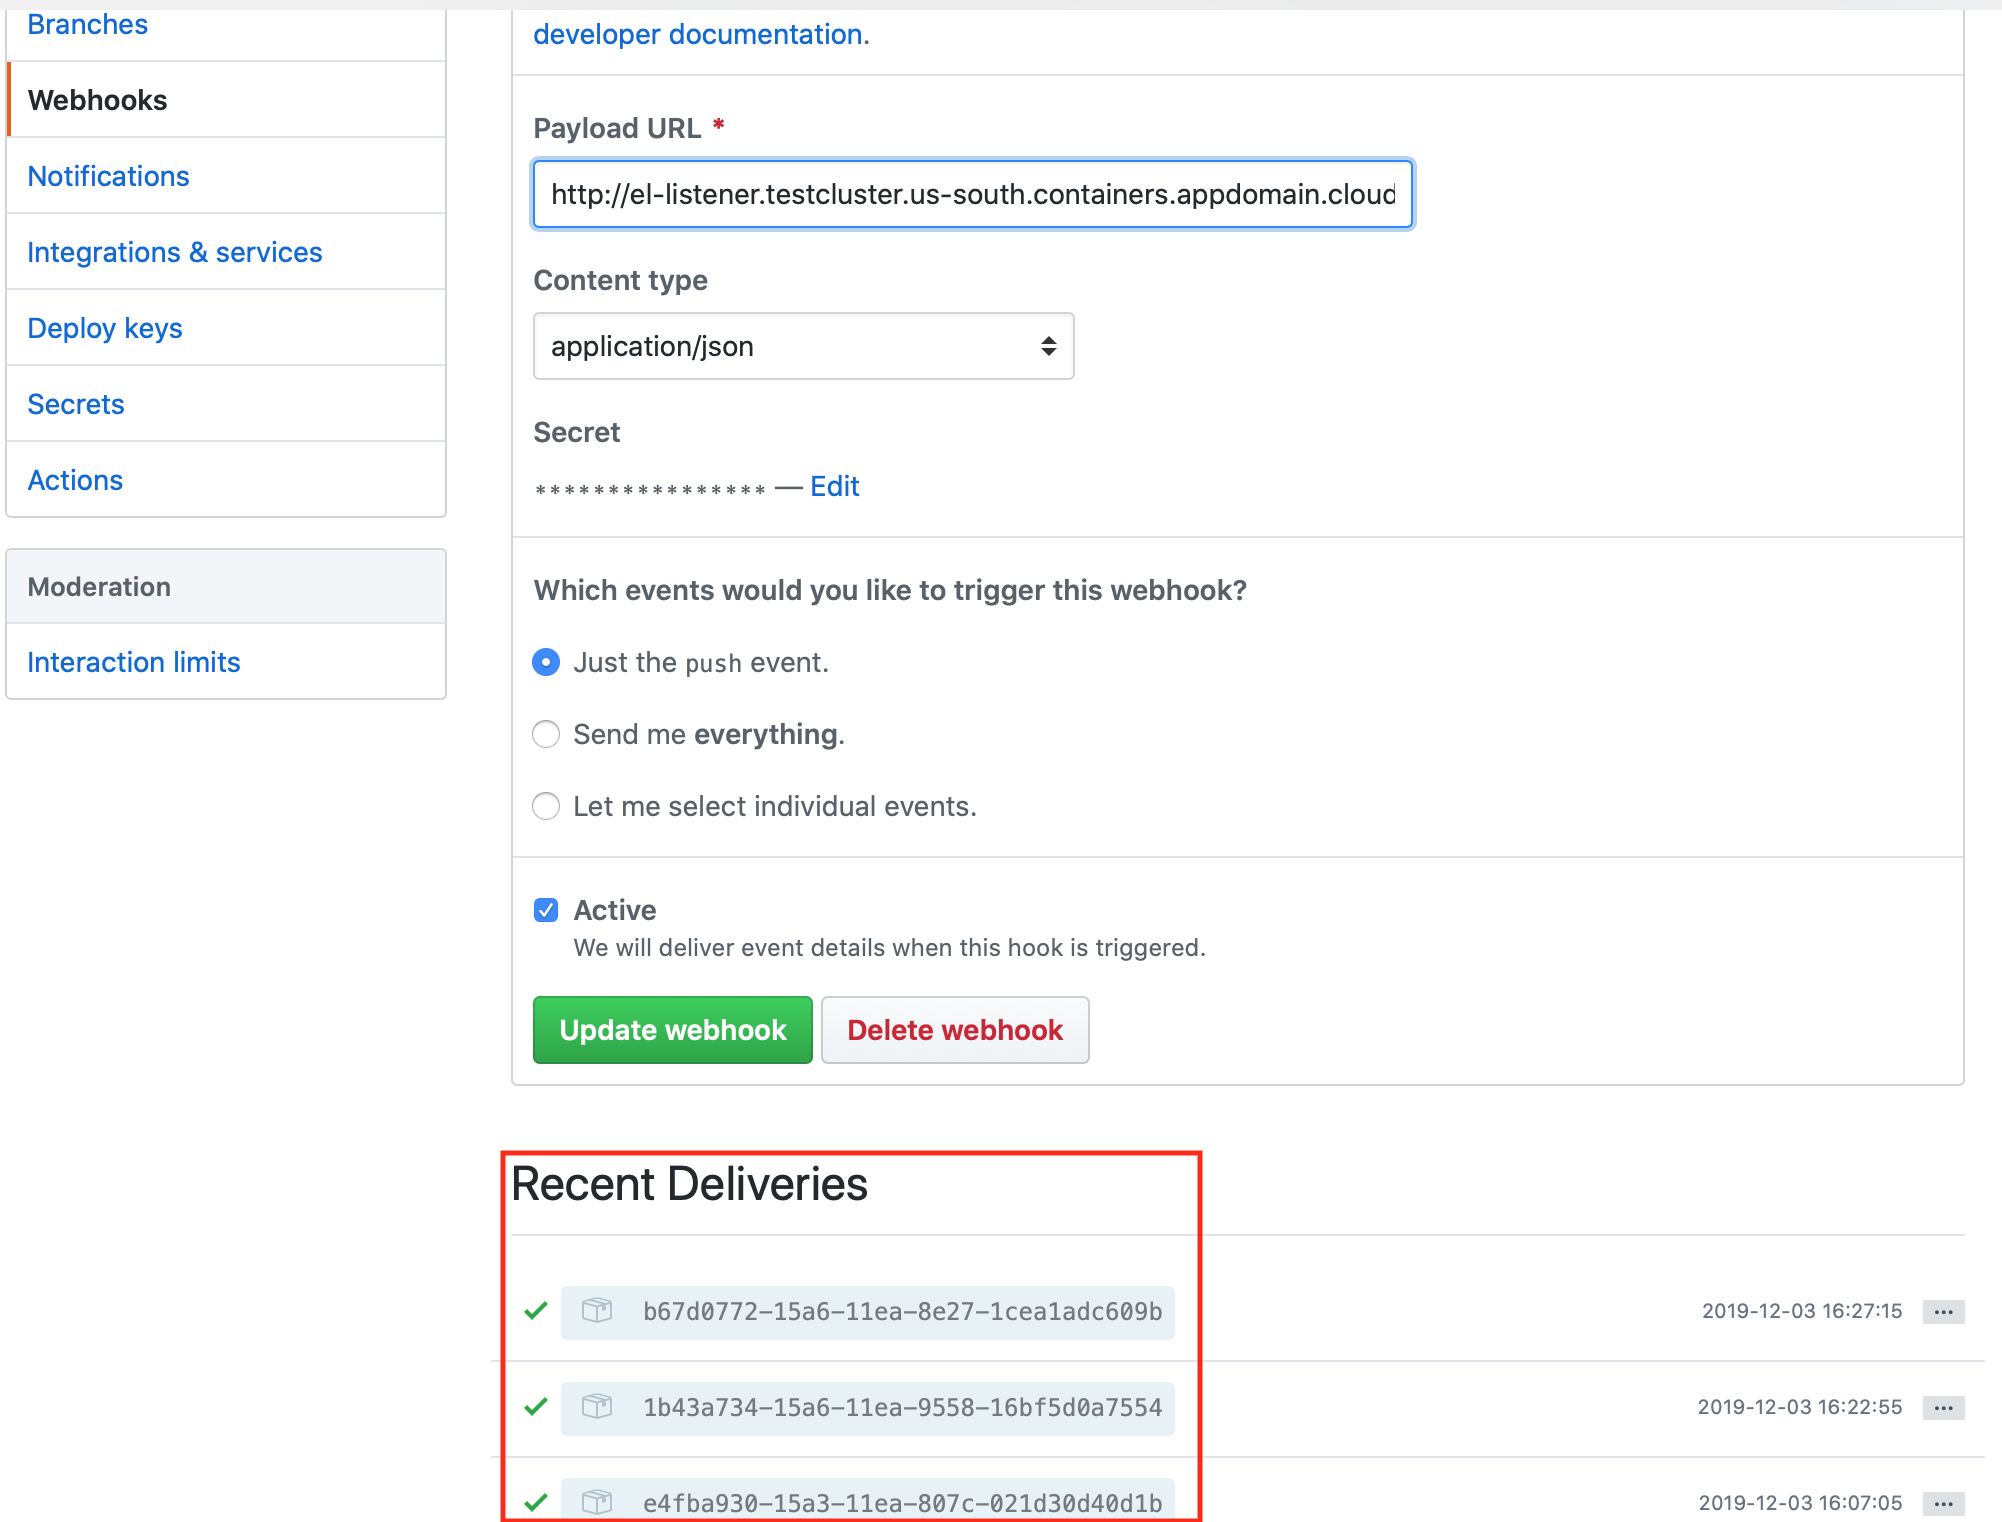 Branches
Webhooks
Notifications
Integrations & services
Deploy keys
Secrets
Actions
Moderation
Interaction limits
developer documentation.
Payload URL *
http://el-listener.testcluster.us-south.containers.appdomain.cloud
Content type
application/json
Secret
**************** — Edit
Which events would you like to trigger this webhook?
Just the push event.
Send me everything.
Let me select individual events.
Active
We will deliver event details when this hook is triggered.
Update webhook
Delete webhook
Recent Deliveries
b67d0772-15a6-11ea-8e27-1cea1adc609b 2019-12-03 16:27:15 ...
1b43a734-15a6-11ea-9558-16bf5d0a7554 2019-12-03 16:22:55 ...
e4fba930-15a3-11ea-807c-021d30d40d1b 2019-12-03 16:07:05 ...